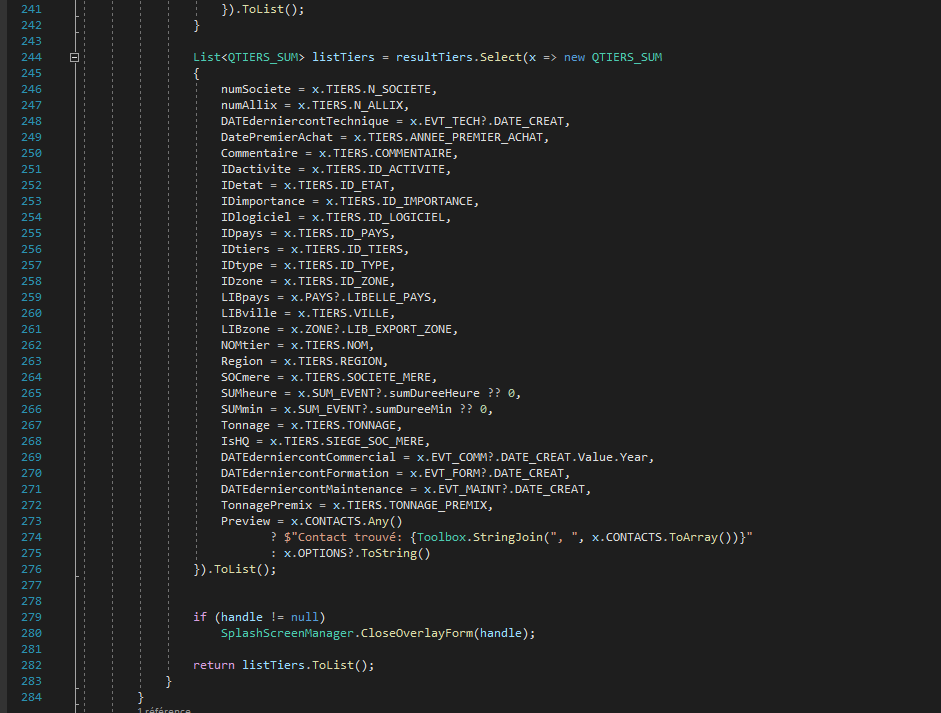 241 }).ToList();
242 }
243
244 List<QTIERS_SUM> listTiers = resultTiers.Select(x => new QTIERS_SUM
245 {
246 numSociete = x.TIERS.N_SOCIETE,
247 numAllix = x.TIERS.N_ALLIX,
248 DATEderniercontTechnique = x.EVT_TECH?.DATE_CREAT,
249 DatePremierAchat = x.TIERS.ANNEE_PREMIER_ACHAT,
250 Commentaire = x.TIERS.COMMENTAIRE,
251 IDactivite = x.TIERS.ID_ACTIVITE,
252 IDetat = x.TIERS.ID_ETAT,
253 IDimportance = x.TIERS.ID_IMPORTANCE,
254 IDlogiciel = x.TIERS.ID_LOGICIEL,
255 IDpays = x.TIERS.ID_PAYS,
256 IDtiers = x.TIERS.ID_TIERS,
257 IDtype = x.TIERS.ID_TYPE,
258 IDzone = x.TIERS.ID_ZONE,
259 LIBpays = x.PAYS?.LIBELLE_PAYS,
260 LIBville = x.TIERS.VILLE,
261 LIBzone = x.ZONE?.LIB_EXPORT_ZONE,
262 NOMtier = x.TIERS.NOM,
263 Region = x.TIERS.REGION,
264 SOCmere = x.TIERS.SOCIETE_MERE,
265 SUMheure = x.SUM_EVENT?.sumDureeHeure ?? 0,
266 SUMmin = x.SUM_EVENT?.sumDureeMin ?? 0,
267 Tonnage = x.TIERS.TONNAGE,
268 IsHQ = x.TIERS.SIEGE_SOC_MERE,
269 DATEderniercontCommercial = x.EVT_COMM?.DATE_CREAT.Value.Year,
270 DATEderniercontFormation = x.EVT_FORM?.DATE_CREAT,
271 DATEderniercontMaintenance = x.EVT_MAINT?.DATE_CREAT,
272 TonnagePremix = x.TIERS.TONNAGE_PREMIX,
273 Preview = x.CONTACTS.Any()
274 ? $"Contact trouvé: {Toolbox.StringJoin(", ", x.CONTACTS.ToArray())}"
275 : x.OPTIONS?.ToString()
276 }).ToList();
277
278
279 if (handle != null)
280 SplashScreenManager.CloseOverlayForm(handle);
281
282 return listTiers.ToList();
283 }
284 }
1 référence